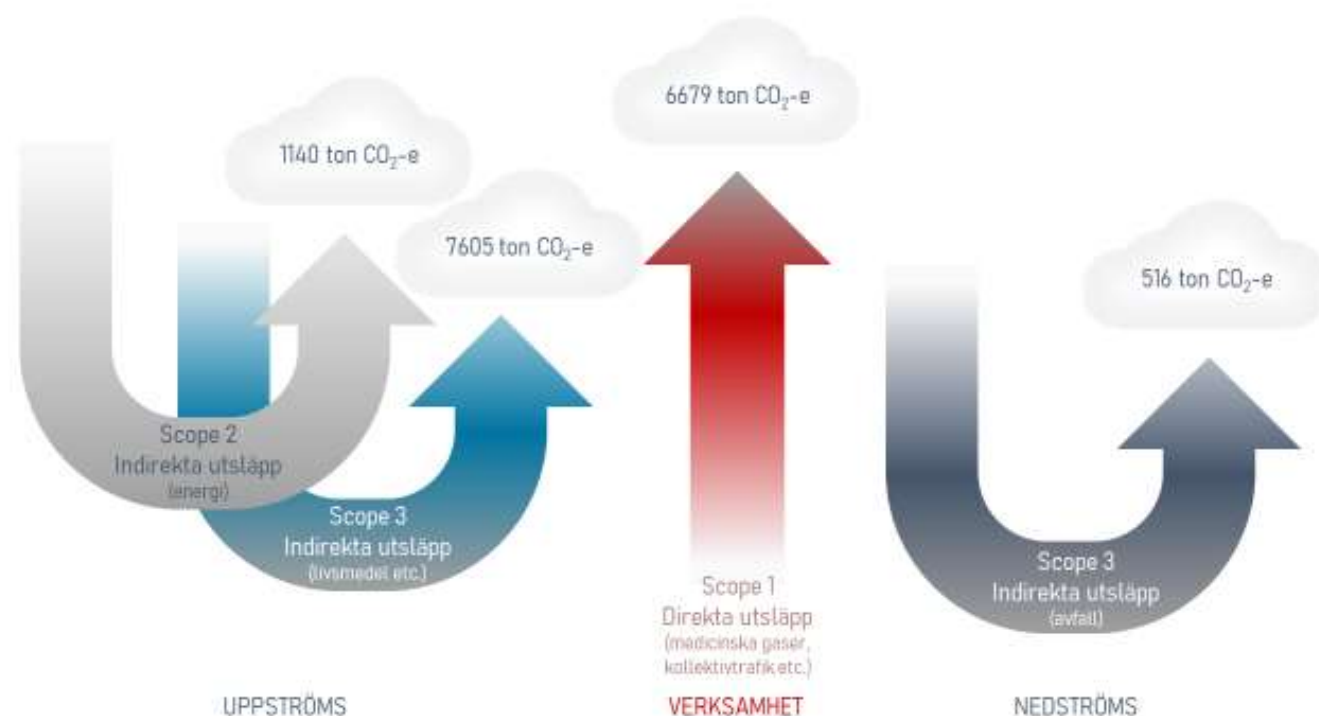 6679 ton CO₂-e
1140 ton CO₂-e
7605 ton CO₂-e
516 ton CO₂-e
Scope 2
Indirekta utsläpp
(energi)
Scope 3
Indirekta utsläpp
(livsmedel etc.)
Scope 1
Direkta utsläpp
(medicinska gaser,
kollektivtrafik etc.)
Scope 3
Indirekta utsläpp
(avfall)
UPPSTRÖMS
VERKSAMHET
NEDSTRÖMS